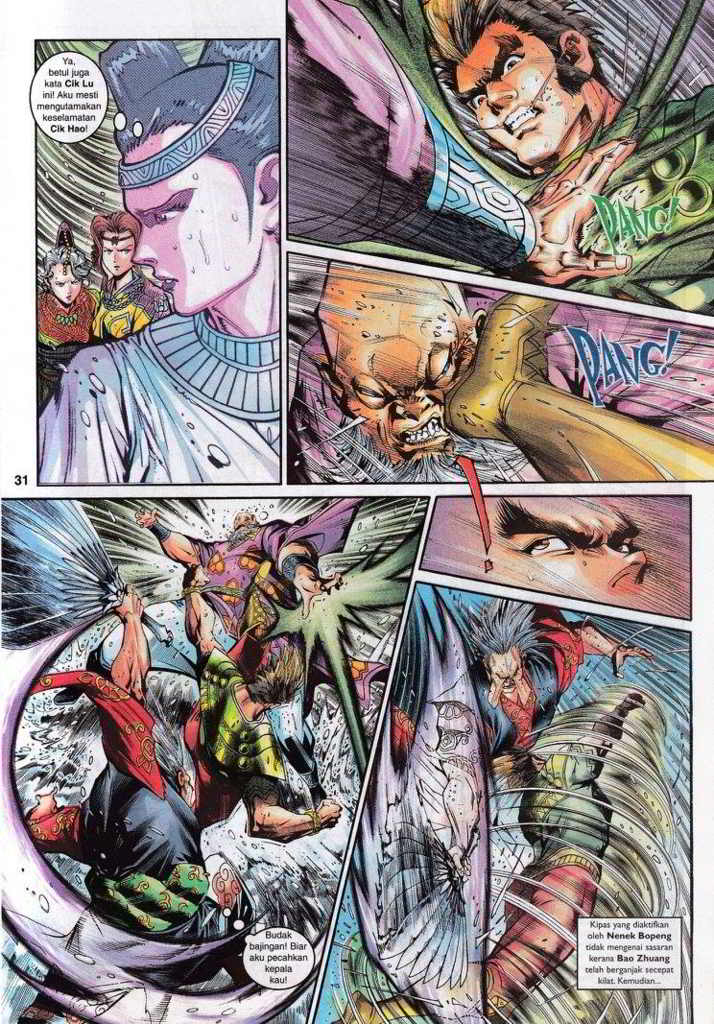 Ya,
betul juga
kata Cik Lu
ini! Aku mesti
mengutamakan
keselamatan
Cik Hao!
PANG!
PANG!
31
Budak
bajingan! Biar
aku pecahkan
kepala
kau!
Kipas yang diaktifkan
oleh Nenek Bopeng
tidak mengenai sasaran
kerana Bao Zhuang
telah berganjak secepat
kilat. Kemudian...